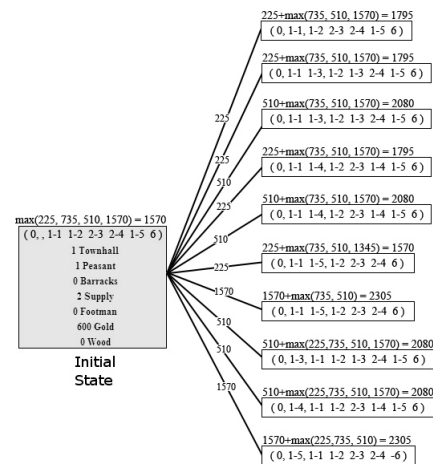 225+max(735, 510, 1570) = 1795
( 0, 1-1, 1-2 2-3 2-4 1-5 6 )
225+max(735, 510, 1570) = 1795
( 0, 1-1 1-3, 1-2 1-3 2-4 1-5 6 )
510+max(735, 510, 1570) = 2080
( 0, 1-1 1-3, 1-2 1-3 2-4 1-5 6 )
225+max(735, 510, 1570) = 1795
( 0, 1-1 1-4, 1-2 2-3 1-4 1-5 6 )
510+max(735, 510, 1570) = 2080
( 0, 1-1 1-4, 1-2 2-3 1-4 1-5 6 )
225+max(735, 510, 1345) = 1570
( 0, 1-1 1-5, 1-2 2-3 2-4 6 )
1570+max(735, 510) = 2305
( 0, 1-1 1-5, 1-2 2-3 2-4 6 )
510+max(225,735, 510, 1570) = 2080
( 0, 1-3, 1-1 1-2 1-3 2-4 1-5 6 )
510+max(225,735, 510, 1570) = 2080
( 0, 1-4, 1-1 1-2 2-3 1-4 1-5 6 )
1570+max(225,735, 510) = 2305
( 0, 1-5, 1-1 1-2 2-3 2-4 -6 )
225
225
510
225
510
225
1570
510
510
1570
max(225, 735, 510, 1570) = 1570
( 0, , 1-1 1-2 2-3 2-4 1-5 6 )
1 Townhall
1 Peasant
0 Barracks
2 Supply
0 Footman
600 Gold
0 Wood
Initial
State